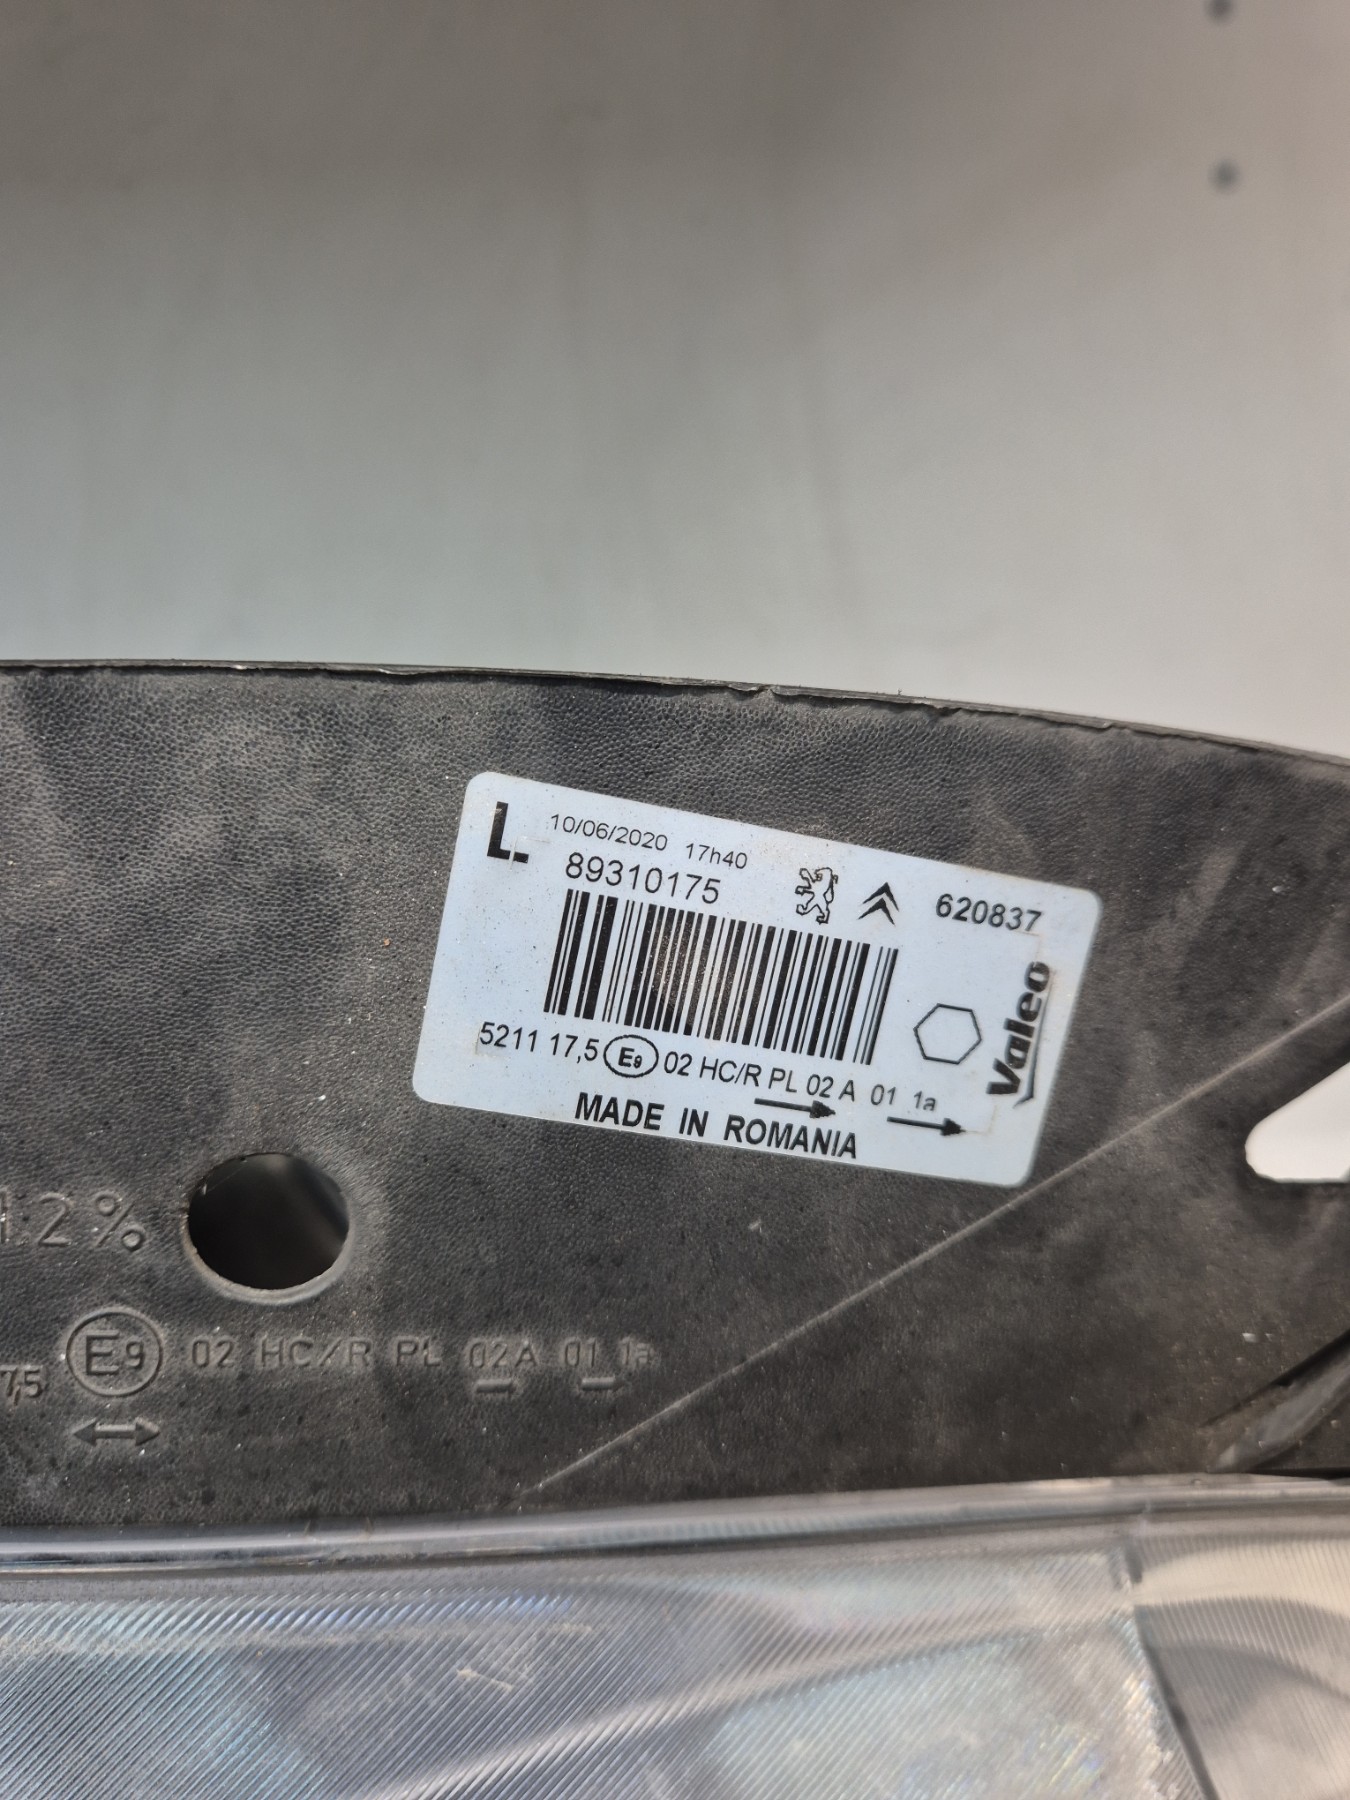 L.
10/06/2020 17h40
89310175
620837
Valeo
5211 17,5 E9 02 HC/R PL 02 A 01 1a
MADE IN ROMANIA
1.2%
7,5 E9 02 HC/R PL 02A 01 1a